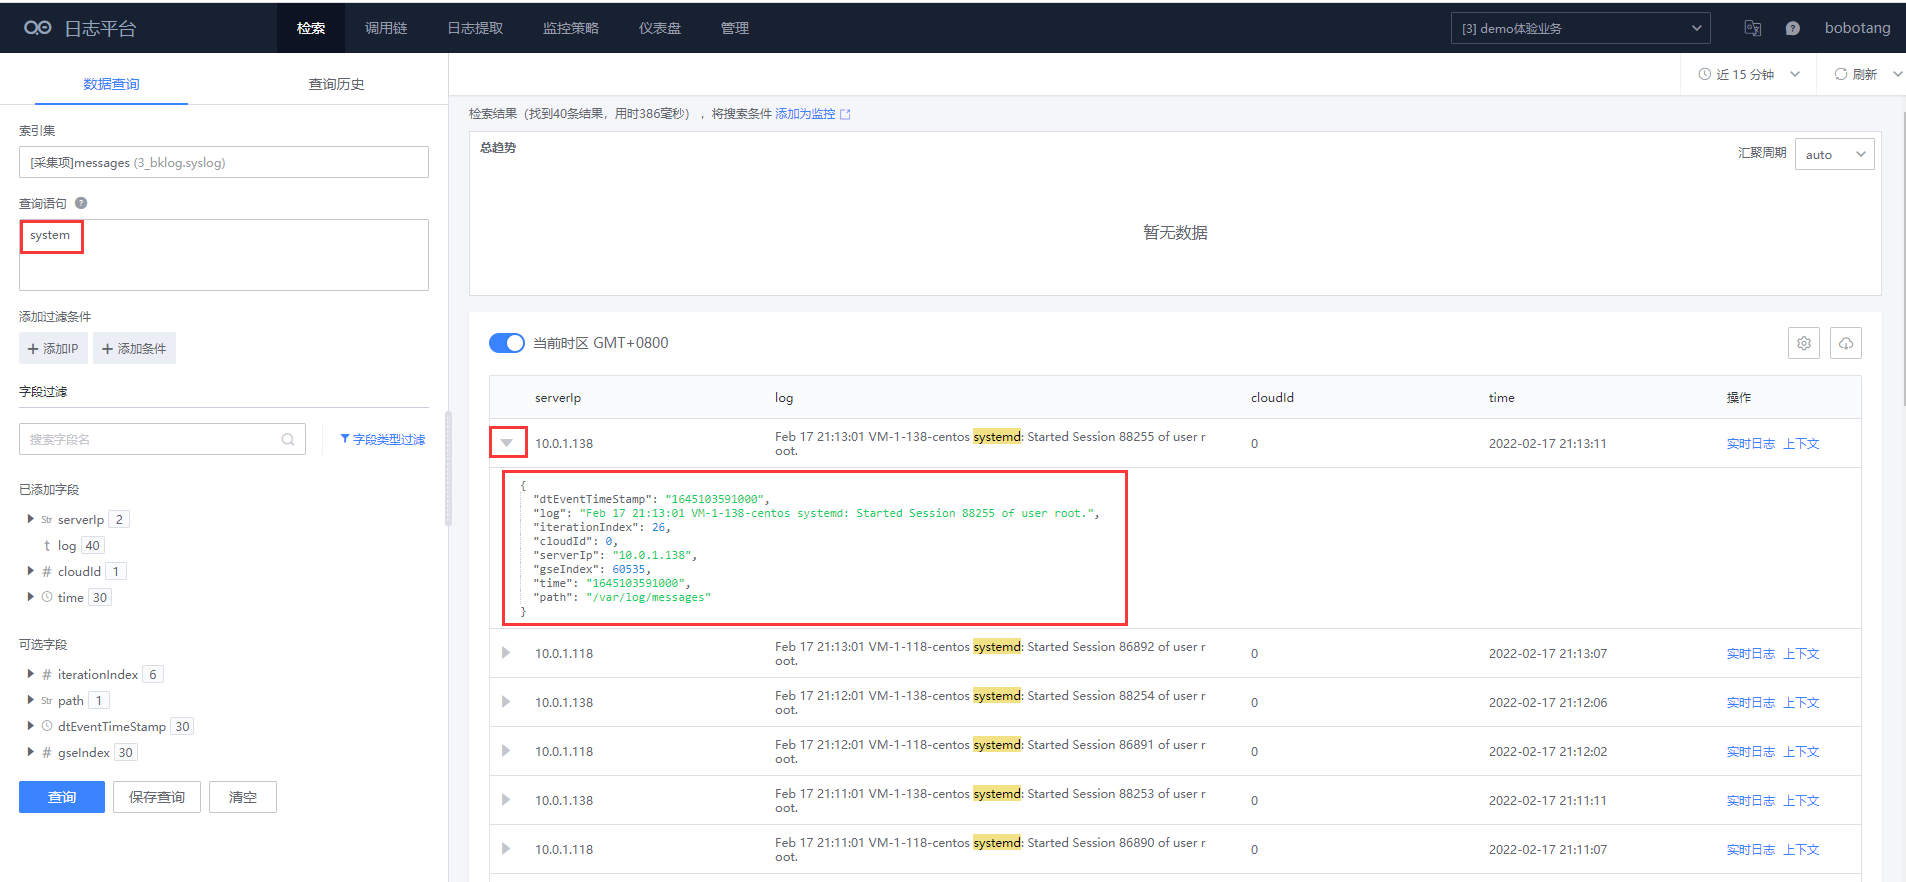 日志平台
检索
调用链
日志提取
监控策略
仪表盘
管理
[3] demo体验业务
bobotang
数据查询
查询历史
近 15 分钟
刷新
索引集
[采集项]messages (3_bklog.syslog)
查询语句
system
添加过滤条件
添加IP
添加条件
字段过滤
搜索字段名
字段类型过滤
已添加字段
Str serverIp 2
t log 40
# cloudId 1
time 30
可选字段
# iterationIndex 6
Str path 1
dtEventTimeStamp 30
# gseIndex 30
查询
保存查询
清空
检索结果（找到40条结果，用时386毫秒），将搜索条件 添加为监控
总趋势
汇聚周期
auto
暂无数据
当前时区 GMT+0800
serverIp log cloudId time 操作
10.0.1.138 Feb 17 21:13:01 VM-1-138-centos systemd: Started Session 88255 of user r 0 2022-02-17 21:13:11 实时日志 上下文
oot.
{
"dtEventTimeStamp": "1645103591000",
"log": "Feb 17 21:13:01 VM-1-138-centos systemd: Started Session 88255 of user root.",
"iterationIndex": 26,
"cloudId": 0,
"serverIp": "10.0.1.138",
"gseIndex": 60535,
"time": "1645103591000",
"path": "/var/log/messages"
}
10.0.1.118 Feb 17 21:13:01 VM-1-118-centos systemd: Started Session 86892 of user r 0 2022-02-17 21:13:07 实时日志 上下文
oot.
10.0.1.138 Feb 17 21:12:01 VM-1-138-centos systemd: Started Session 88254 of user r 0 2022-02-17 21:12:06 实时日志 上下文
oot.
10.0.1.118 Feb 17 21:12:01 VM-1-118-centos systemd: Started Session 86891 of user r 0 2022-02-17 21:12:02 实时日志 上下文
oot.
10.0.1.138 Feb 17 21:11:01 VM-1-138-centos systemd: Started Session 88253 of user r 0 2022-02-17 21:11:11 实时日志 上下文
oot.
10.0.1.118 Feb 17 21:11:01 VM-1-118-centos systemd: Started Session 86890 of user r 0 2022-02-17 21:11:07 实时日志 上下文
oot.